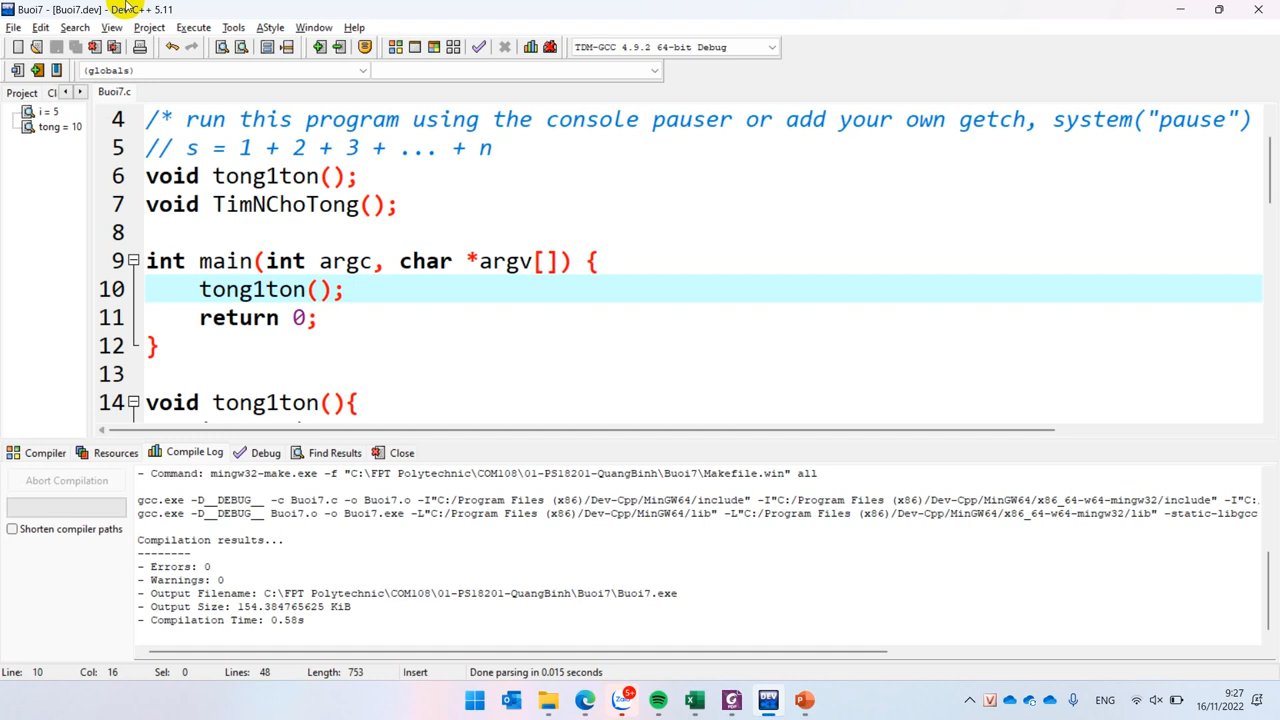 Buoi7 - [Buoi7.dev] - Dev-C++ 5.11
File Edit Search View Project Execute Tools AStyle Window Help
TDM-GCC 4.9.2 64-bit Debug
(globals)
Project Cl
Buoi7.c
i = 5
tong = 10
4 /* run this program using the console pauser or add your own getch, system("pause")
5 // s = 1 + 2 + 3 + ... + n
6 void tong1ton();
7 void TimNChoTong();
8
9 int main(int argc, char *argv[]) {
10 tong1ton();
11 return 0;
12 }
13
14 void tong1ton(){
Compiler Resources Compile Log Debug Find Results Close
Abort Compilation
Shorten compiler paths
- Command: mingw32-make.exe -f "C:\FPT Polytechnic\COM108\01-PS18201-QuangBinh\Buoi7\Makefile.win" all
gcc.exe -D__DEBUG__ -c Buoi7.c -o Buoi7.o -I"C:/Program Files (x86)/Dev-Cpp/MinGW64/include" -I"C:/Program Files (x86)/Dev-Cpp/MinGW64/x86_64-w64-mingw32/include" -I"C:
gcc.exe -D__DEBUG__ Buoi7.o -o Buoi7.exe -L"C:/Program Files (x86)/Dev-Cpp/MinGW64/lib" -L"C:/Program Files (x86)/Dev-Cpp/MinGW64/x86_64-w64-mingw32/lib" -static-libgcc
Compilation results...
--------
- Errors: 0
- Warnings: 0
- Output Filename: C:\FPT Polytechnic\COM108\01-PS18201-QuangBinh\Buoi7\Buoi7.exe
- Output Size: 154.384765625 KiB
- Compilation Time: 0.58s
Line: 10 Col: 16 Sel: 0 Lines: 48 Length: 753 Insert Done parsing in 0.015 seconds
Zalo 5+ DEV
ENG
9:27
16/11/2022